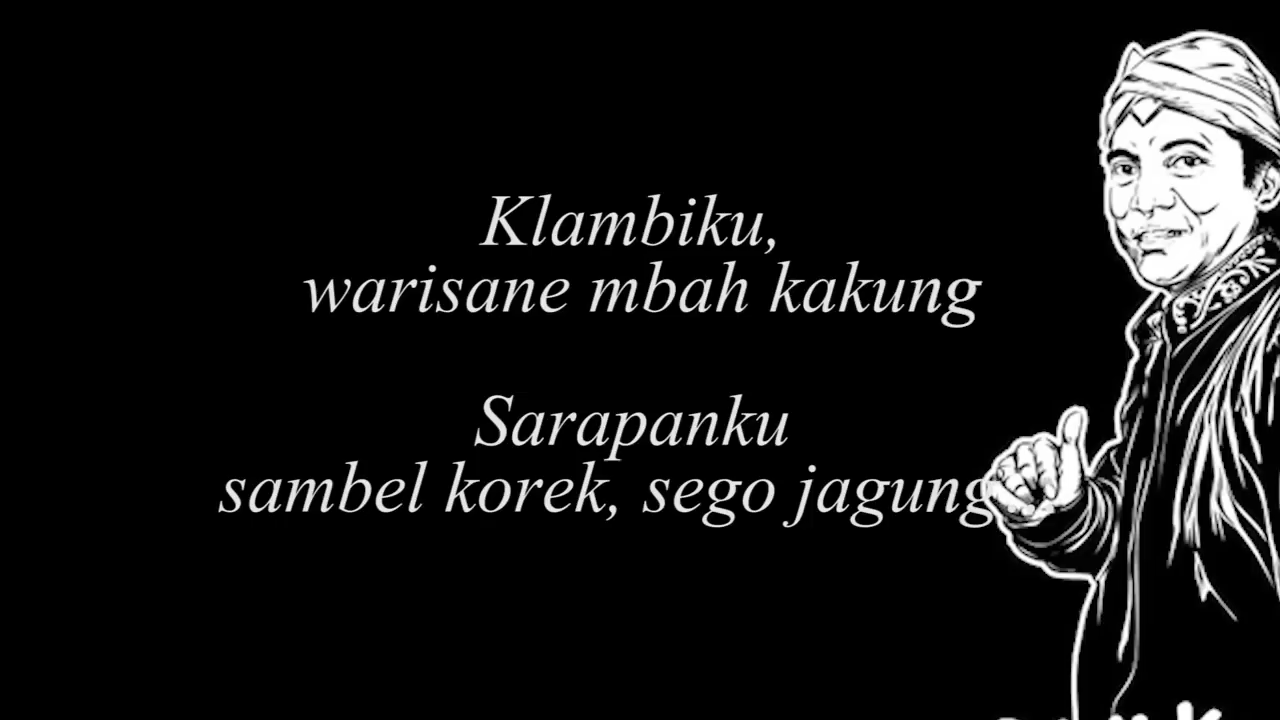 Klambiku,
warisane mbah kakung
Sarapanku
sambel korek, sego jagung